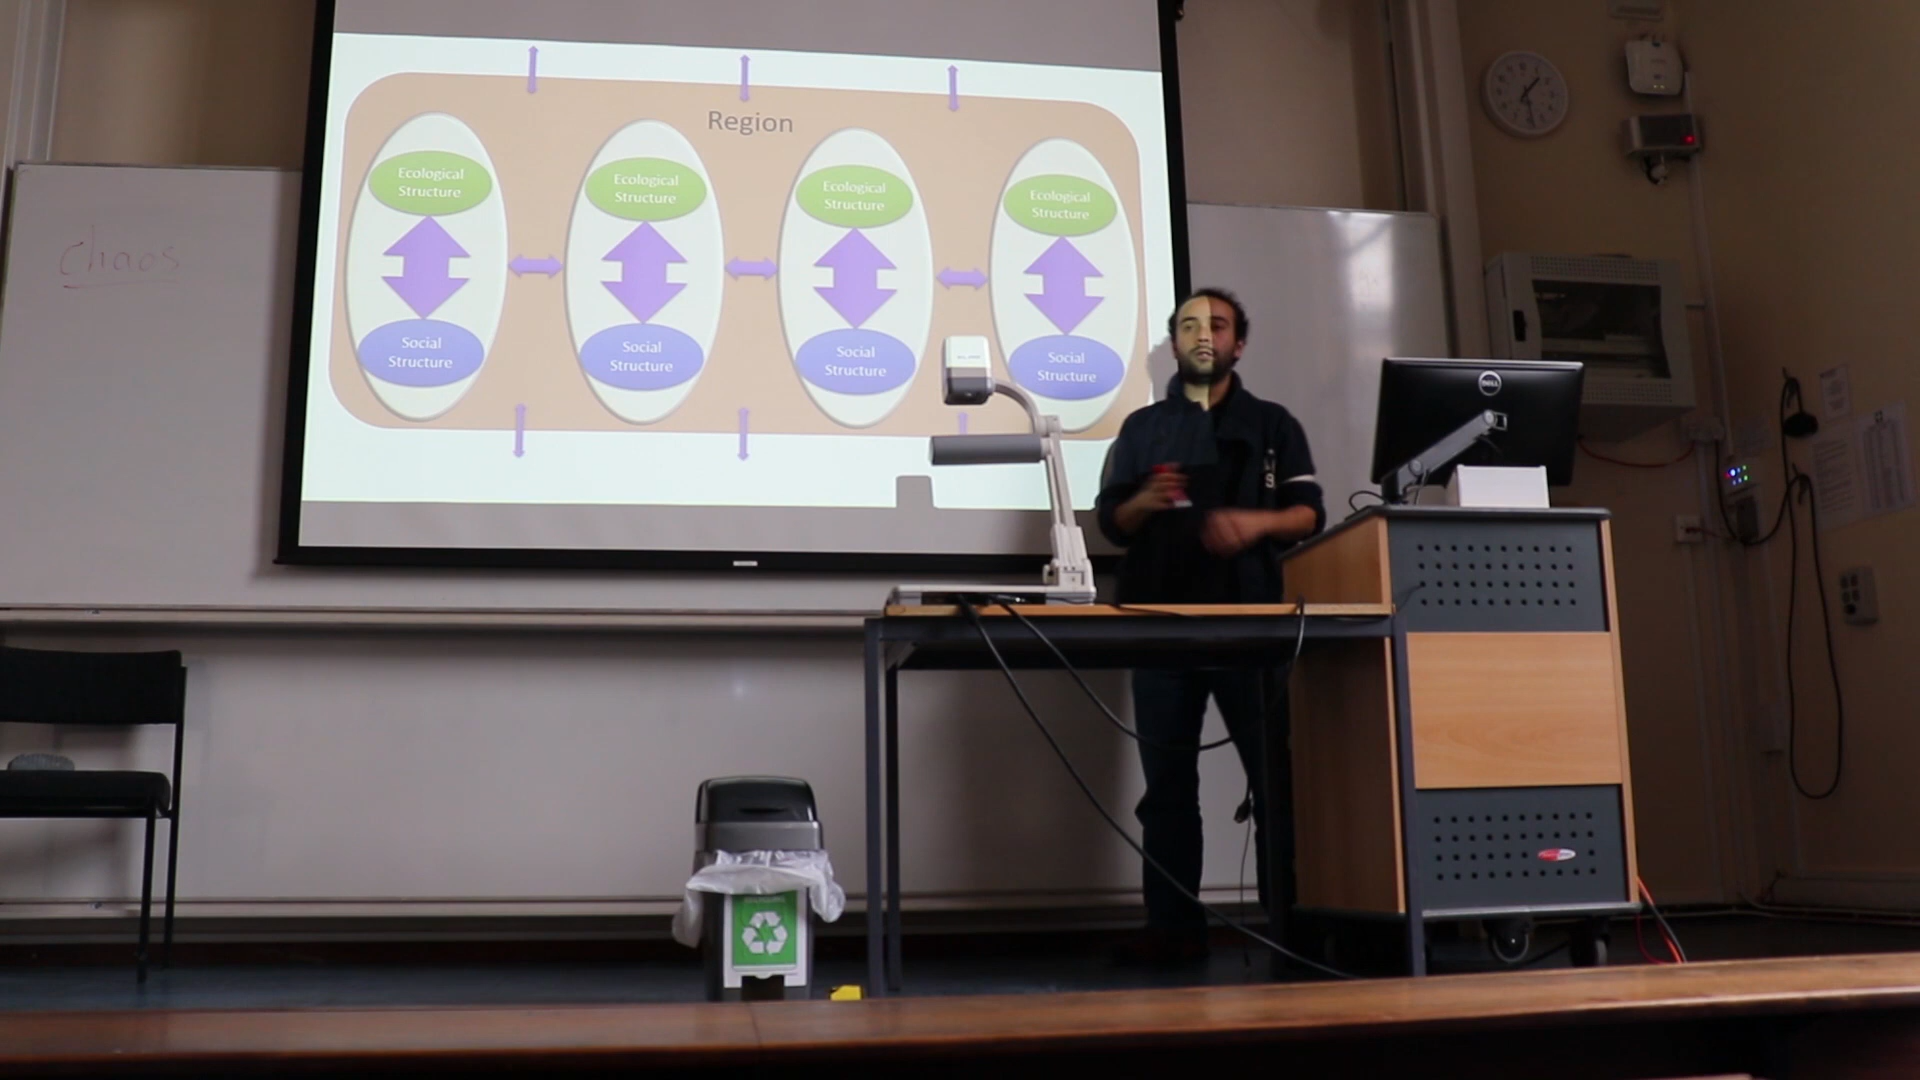 Region
Ecological
Structure
Social
Structure
Ecological
Structure
Social
Structure
Ecological
Structure
Social
Structure
Ecological
Structure
Social
Structure
chaos
DELL